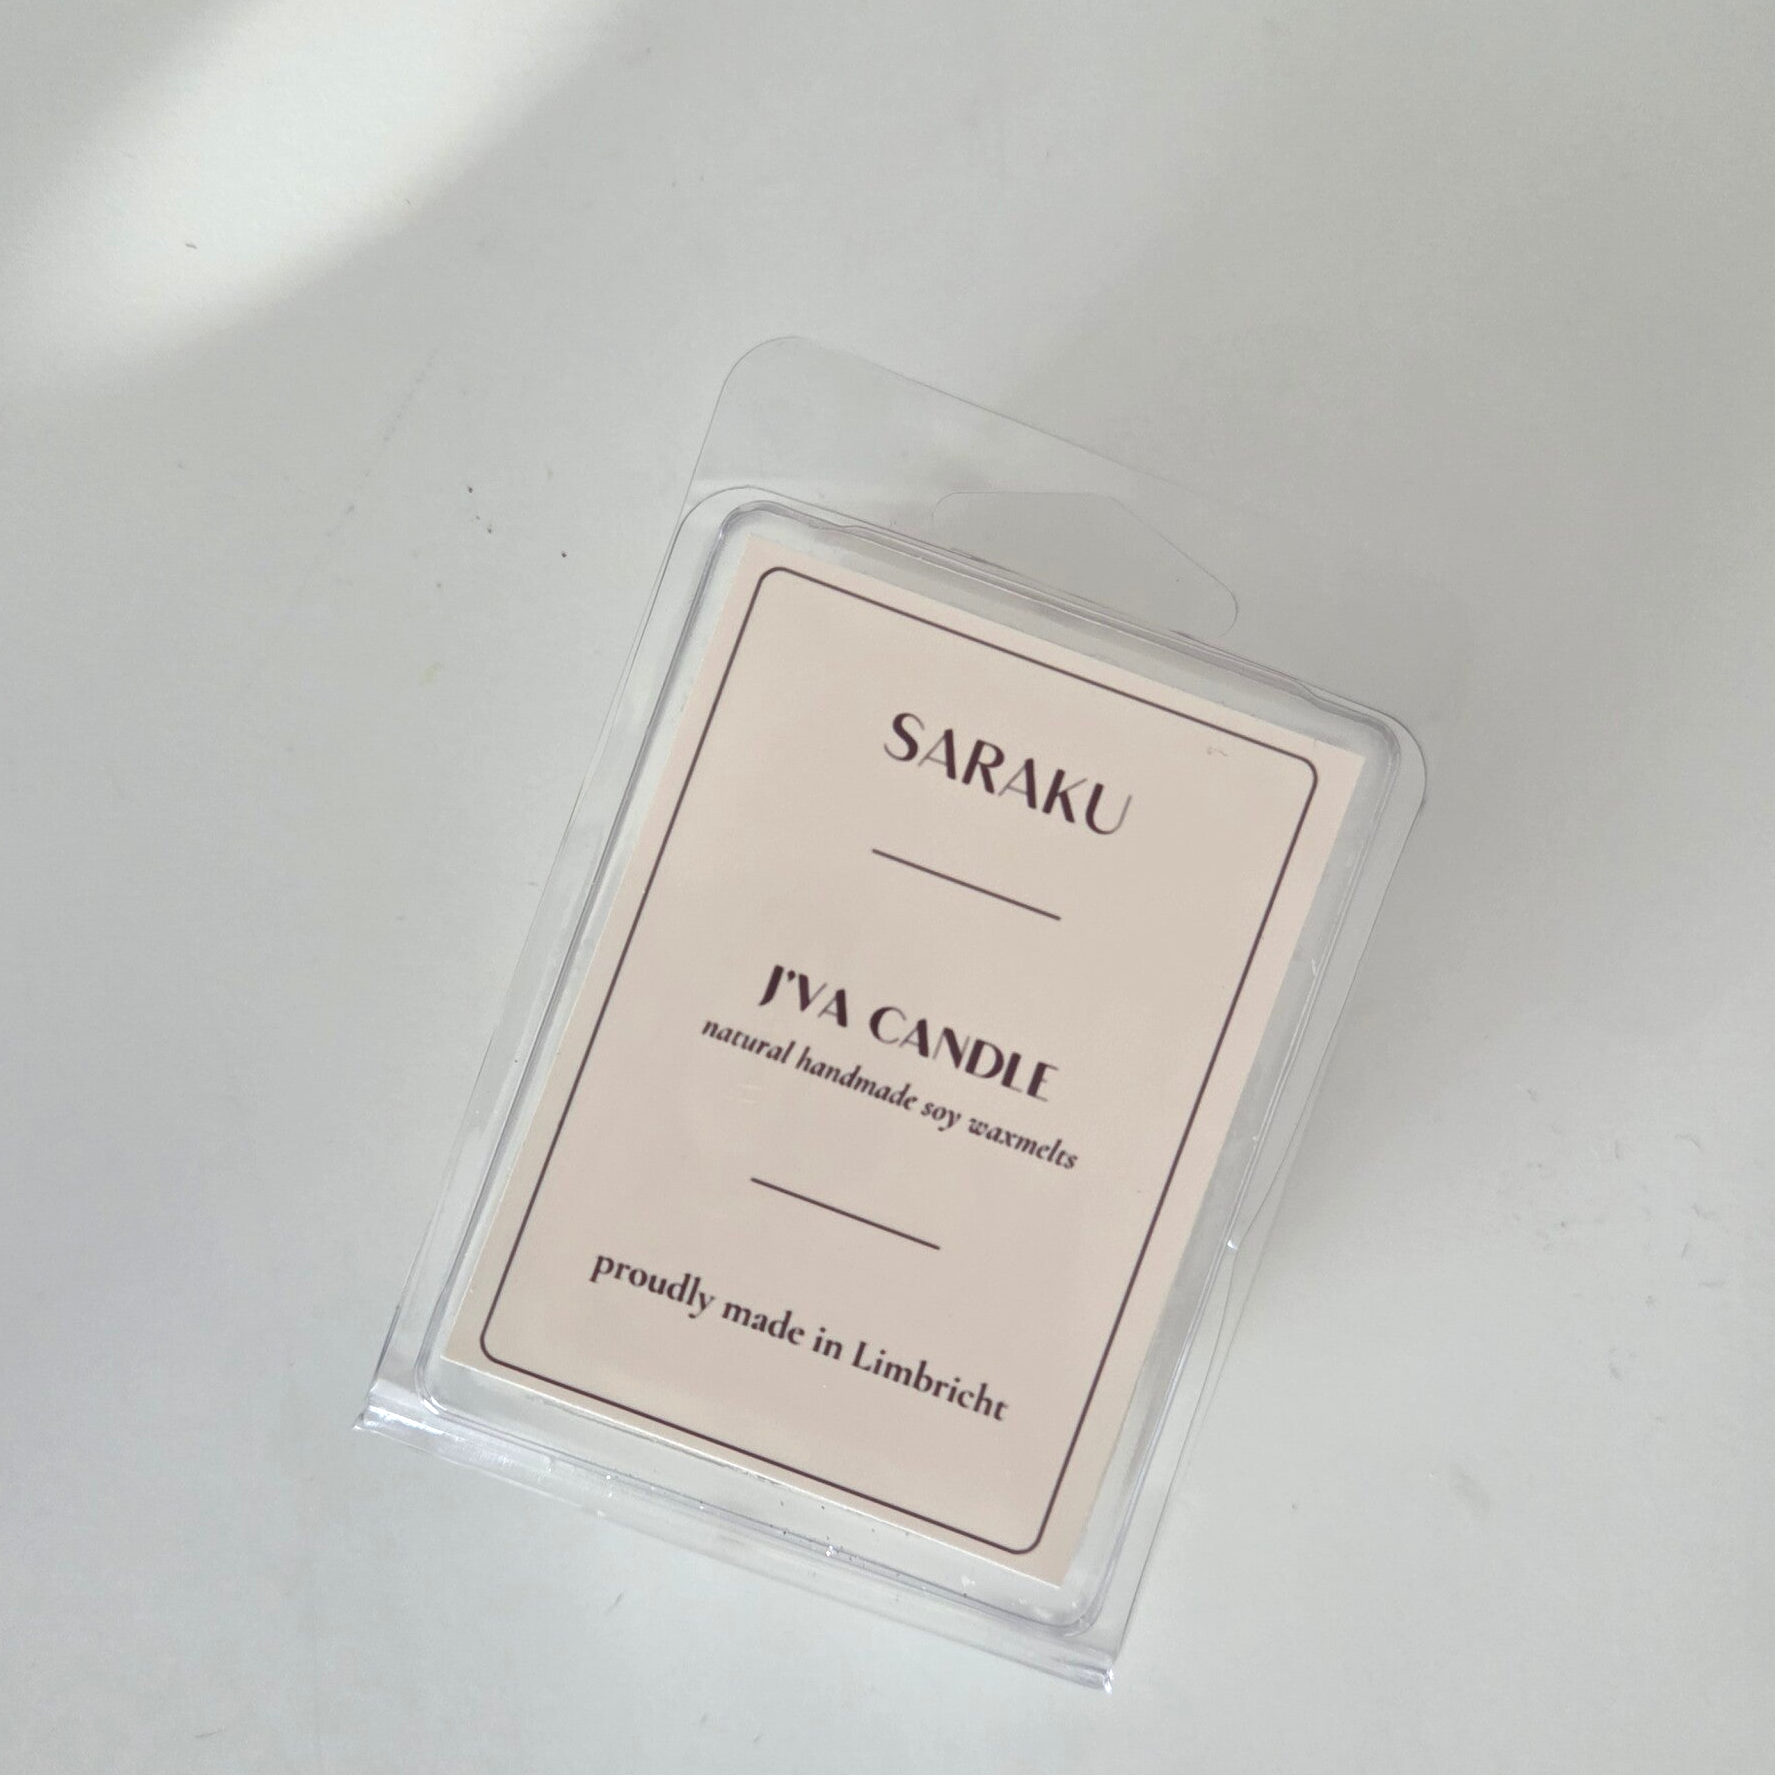 SARAKU
J'VA CANDLE
natural handmade soy waxmelts
proudly made in Limbricht